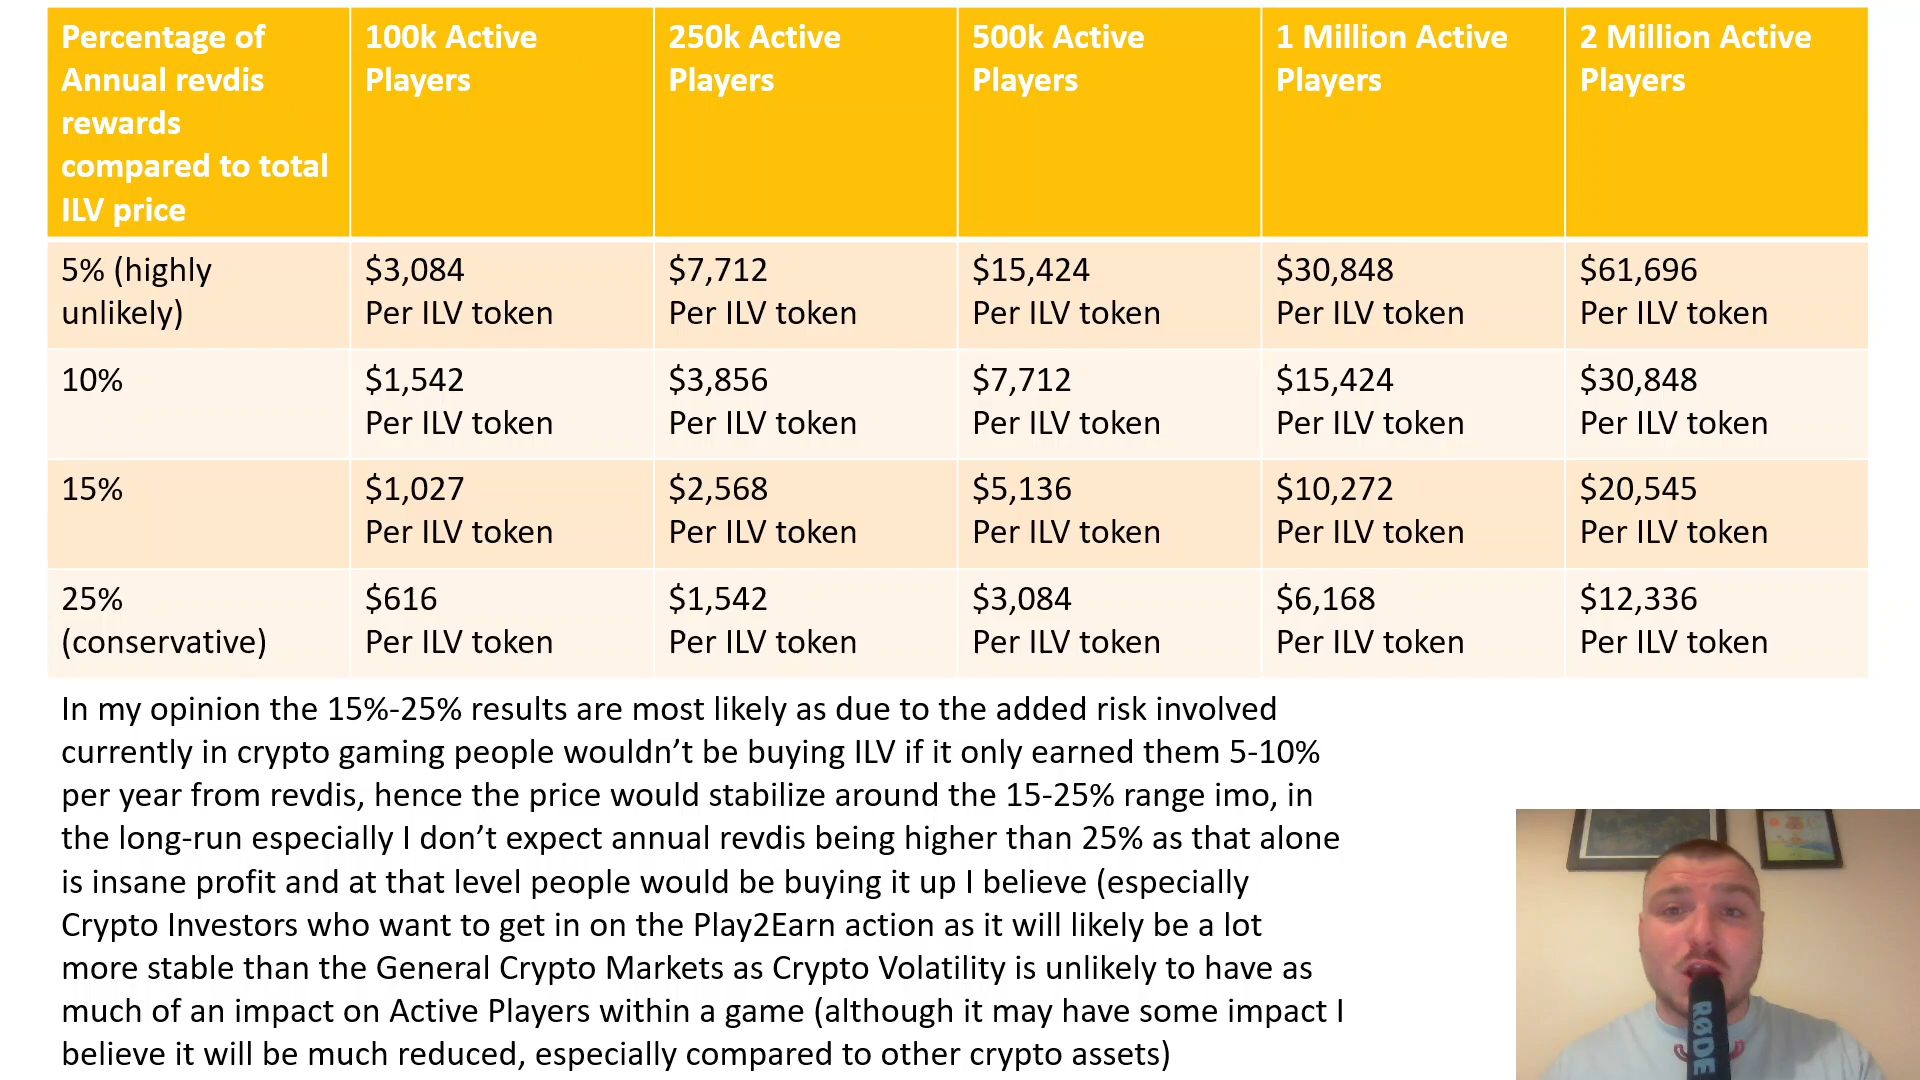 Percentage of
Annual revdis
rewards
compared to total
ILV price
100k Active
Players
250k Active
Players
500k Active
Players
1 Million Active
Players
2 Million Active
Players
5% (highly
unlikely)
$3,084
Per ILV token
$7,712
Per ILV token
$15,424
Per ILV token
$30,848
Per ILV token
$61,696
Per ILV token
10%
$1,542
Per ILV token
$3,856
Per ILV token
$7,712
Per ILV token
$15,424
Per ILV token
$30,848
Per ILV token
15%
$1,027
Per ILV token
$2,568
Per ILV token
$5,136
Per ILV token
$10,272
Per ILV token
$20,545
Per ILV token
25%
(conservative)
$616
Per ILV token
$1,542
Per ILV token
$3,084
Per ILV token
$6,168
Per ILV token
$12,336
Per ILV token
In my opinion the 15%-25% results are most likely as due to the added risk involved
currently in crypto gaming people wouldn’t be buying ILV if it only earned them 5-10%
per year from revdis, hence the price would stabilize around the 15-25% range imo, in
the long-run especially I don’t expect annual revdis being higher than 25% as that alone
is insane profit and at that level people would be buying it up I believe (especially
Crypto Investors who want to get in on the Play2Earn action as it will likely be a lot
more stable than the General Crypto Markets as Crypto Volatility is unlikely to have as
much of an impact on Active Players within a game (although it may have some impact I
believe it will be much reduced, especially compared to other crypto assets)
RØDE